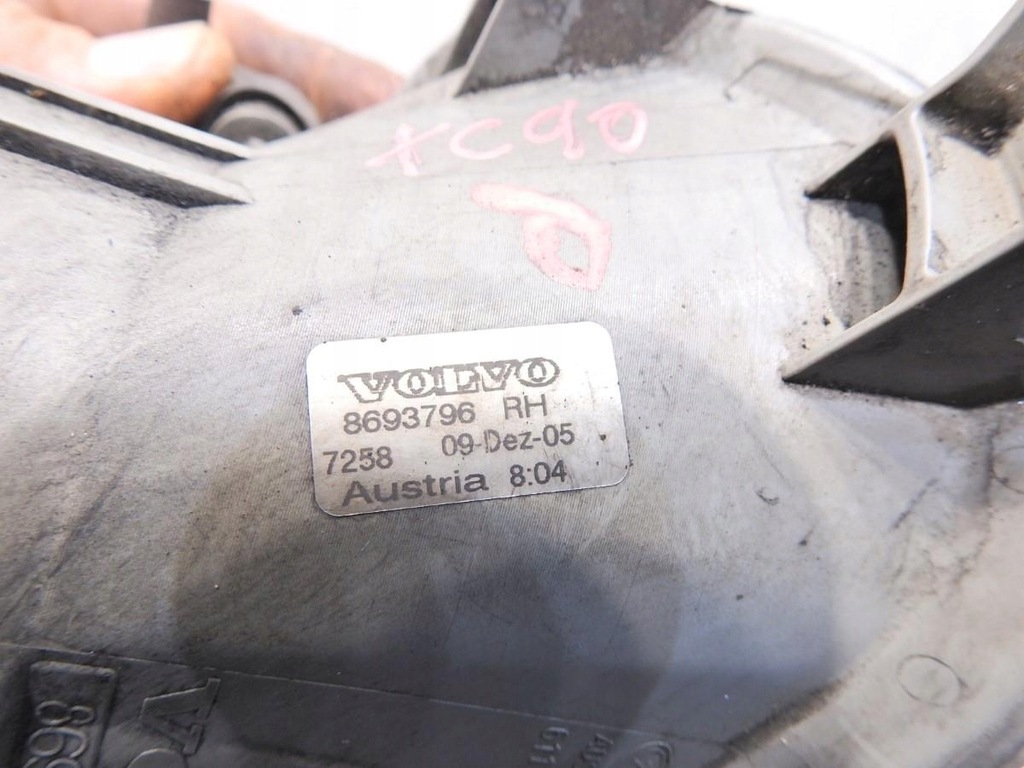 XC90
VOLVO
8693796 RH
7258 09-Dez-05
Austria 8:04